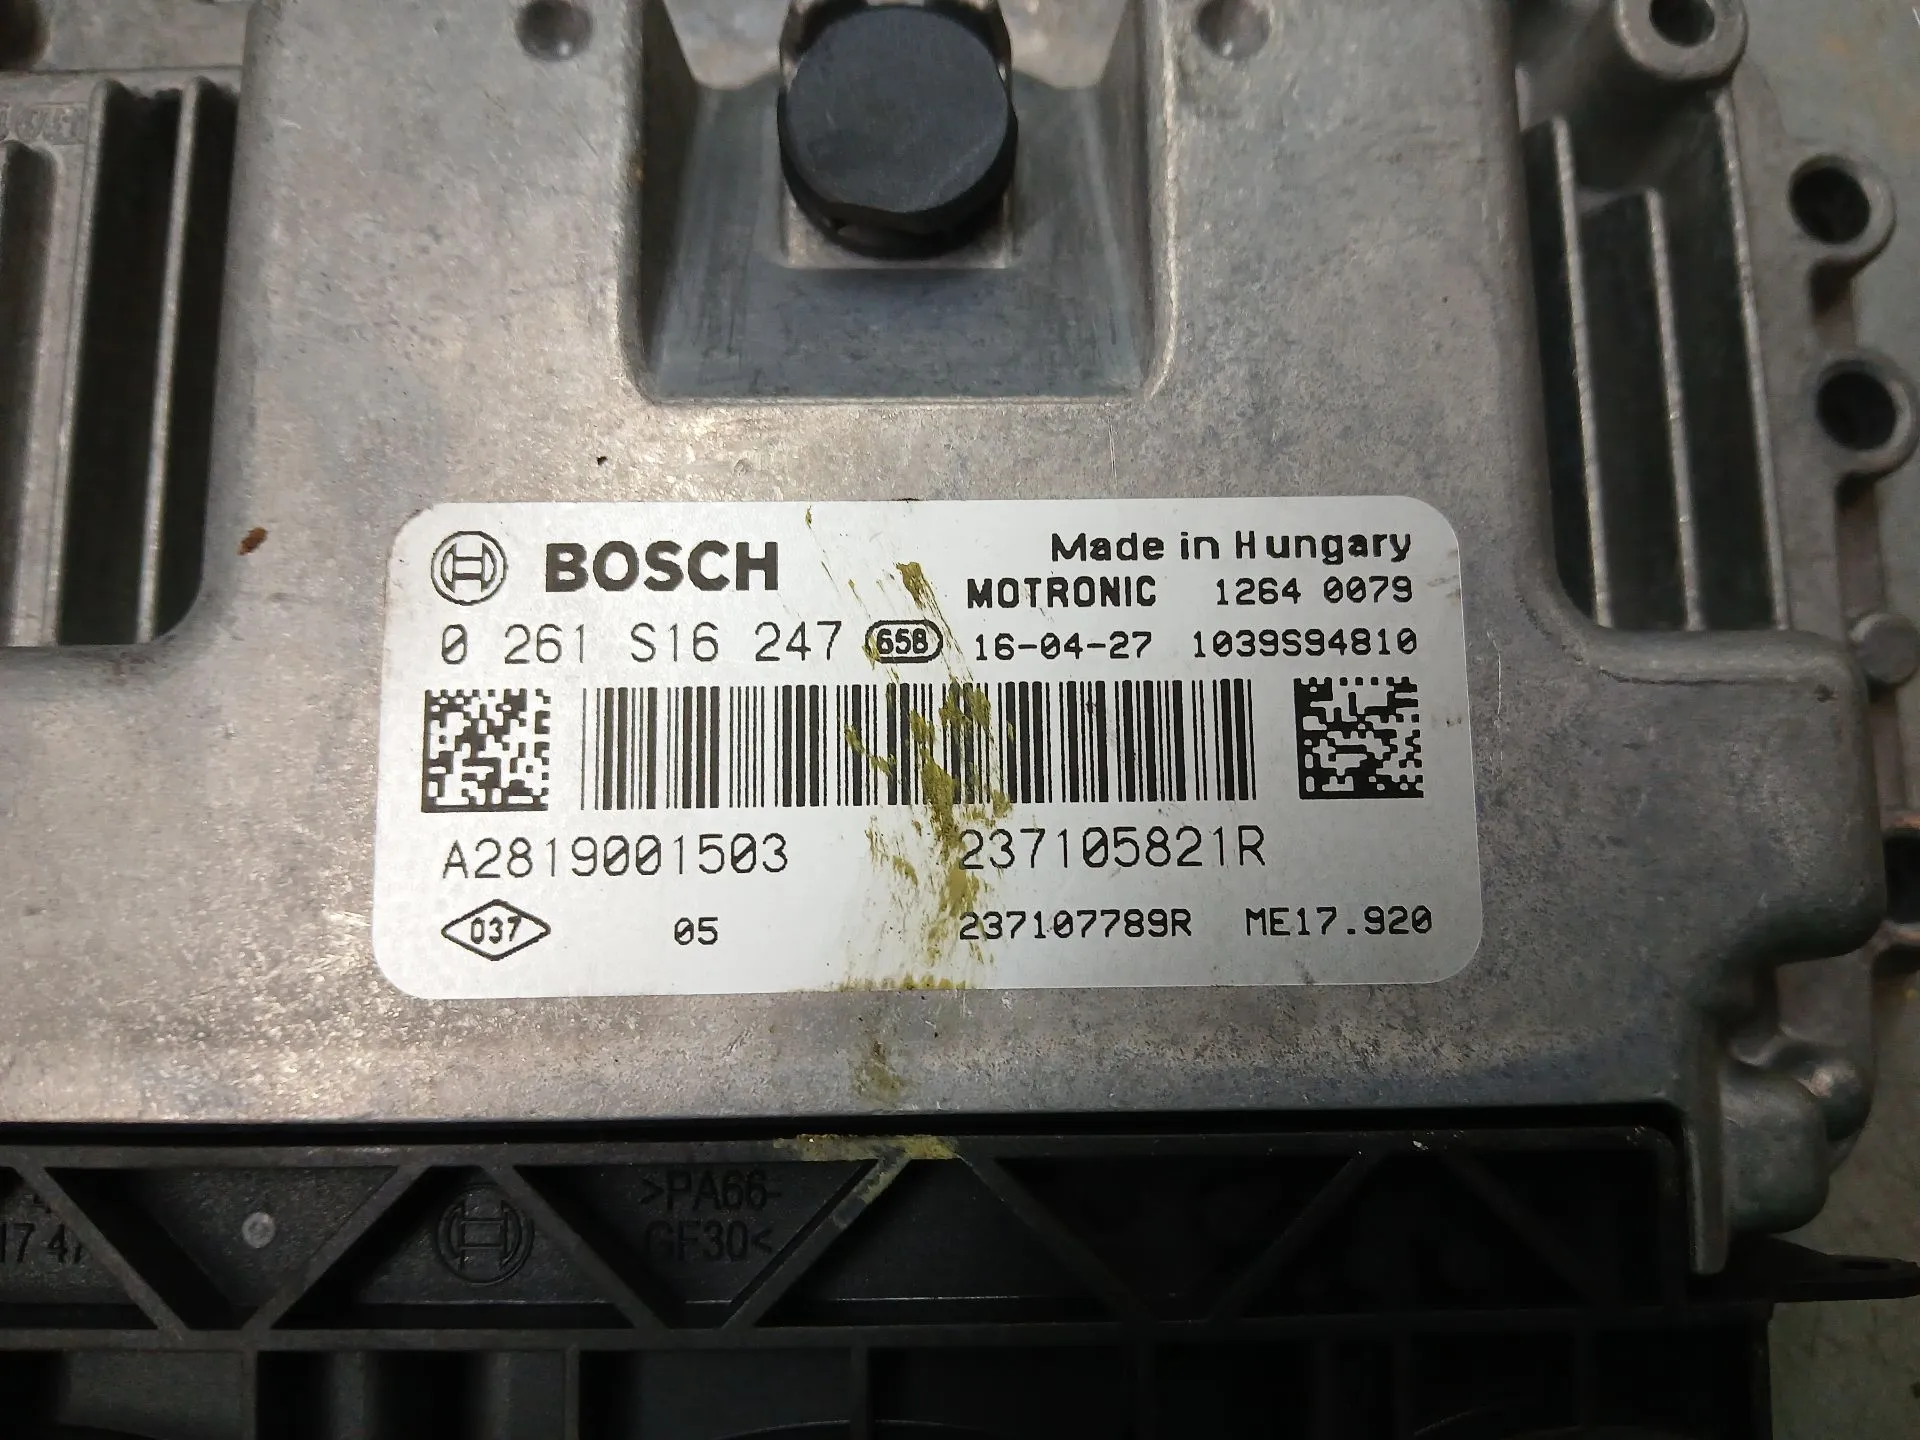 BOSCH
Made in Hungary
MOTRONIC 1264 0079
0 261 S16 247 658 16-04-27 1039S94810
A2819001503 237105821R
037 05 237107789R ME17.920
>PA66-
GF30<